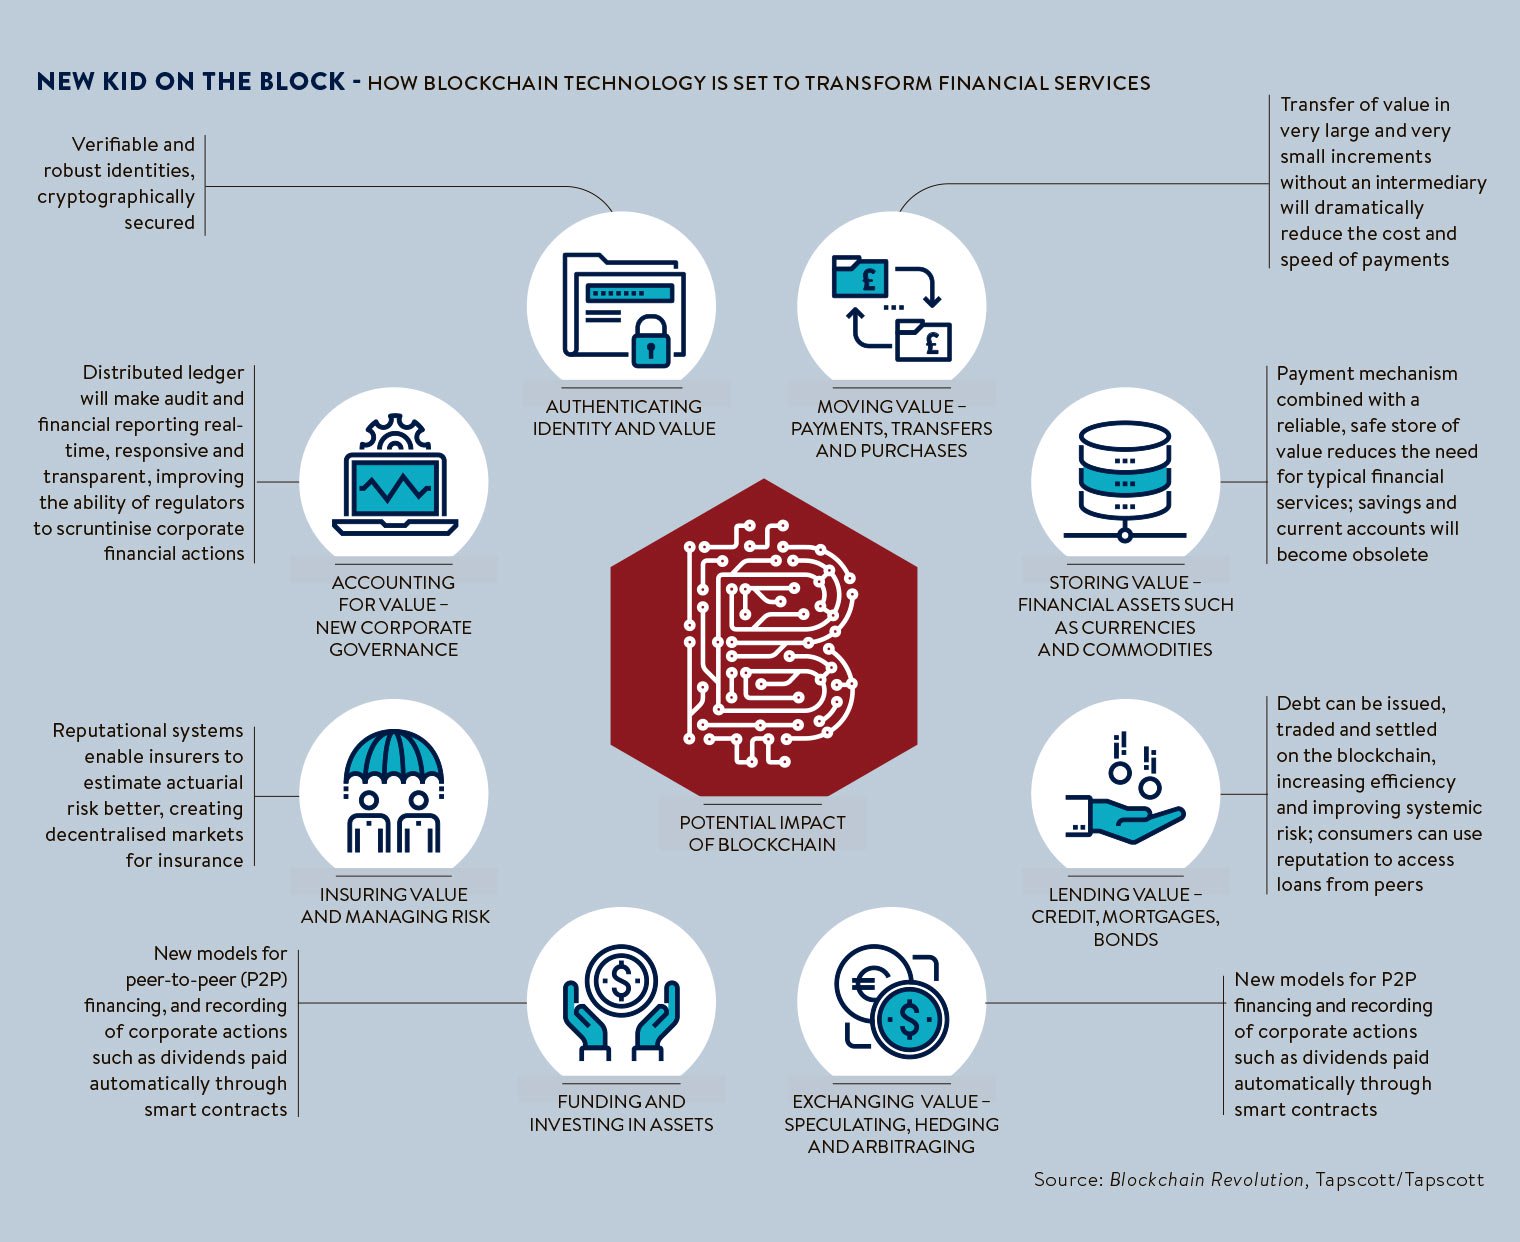 NEW KID ON THE BLOCK - HOW BLOCKCHAIN TECHNOLOGY IS SET TO TRANSFORM FINANCIAL SERVICES
Verifiable and
robust identities,
cryptographically
secured
AUTHENTICATING
IDENTITY AND VALUE
Transfer of value in
very large and very
small increments
without an intermediary
will dramatically
reduce the cost and
speed of payments
£
£
MOVING VALUE –
PAYMENTS, TRANSFERS
AND PURCHASES
Distributed ledger
will make audit and
financial reporting real-
time, responsive and
transparent, improving
the ability of regulators
to scruntinise corporate
financial actions
ACCOUNTING
FOR VALUE –
NEW CORPORATE
GOVERNANCE
Payment mechanism
combined with a
reliable, safe store of
value reduces the need
for typical financial
services; savings and
current accounts will
become obsolete
STORING VALUE –
FINANCIAL ASSETS SUCH
AS CURRENCIES
AND COMMODITIES
POTENTIAL IMPACT
OF BLOCKCHAIN
Reputational systems
enable insurers to
estimate actuarial
risk better, creating
decentralised markets
for insurance
INSURING VALUE
AND MANAGING RISK
Debt can be issued,
traded and settled
on the blockchain,
increasing efficiency
and improving systemic
risk; consumers can use
reputation to access
loans from peers
LENDING VALUE –
CREDIT, MORTGAGES,
BONDS
New models for
peer-to-peer (P2P)
financing, and recording
of corporate actions
such as dividends paid
automatically through
smart contracts
$
FUNDING AND
INVESTING IN ASSETS
€
$
EXCHANGING VALUE –
SPECULATING, HEDGING
AND ARBITRAGING
New models for P2P
financing and recording
of corporate actions
such as dividends paid
automatically through
smart contracts
Source: Blockchain Revolution, Tapscott/Tapscott